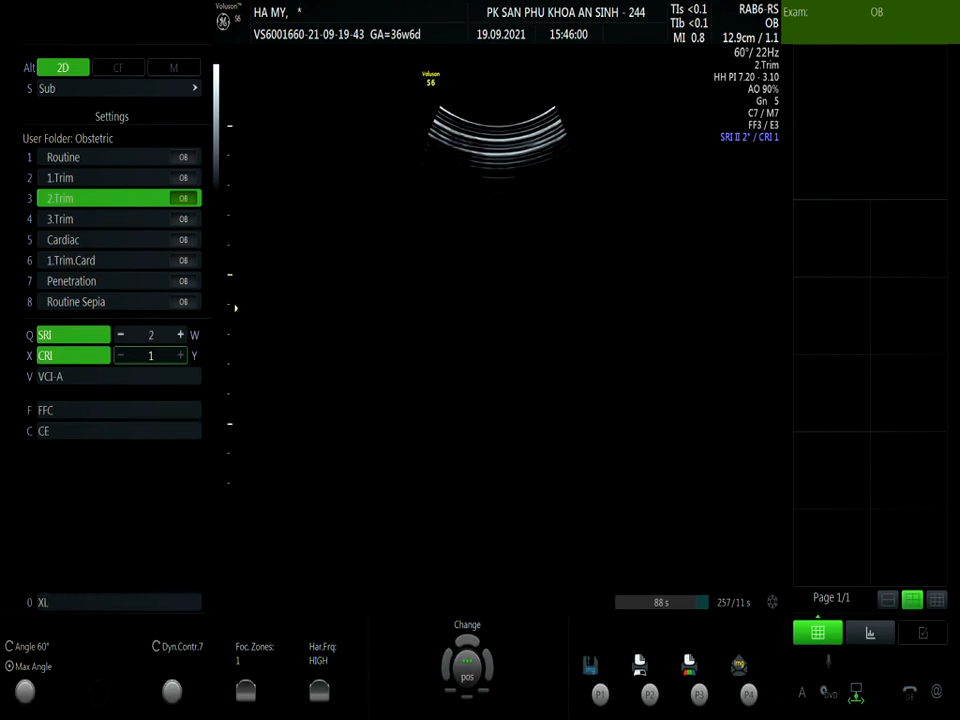 Voluson™
S6
HA MY, *
PK SAN PHU KHOA AN SINH - 244
TIs <0.1
RAB6-RS
Exam: OB
TIb <0.1
OB
VS6001660-21-09-19-43 GA=36w6d
19.09.2021 15:46:00
MI 0.8
12.9cm / 1.1
60°/ 22Hz
2.Trim
HH PI 7.20 - 3.10
AO 90%
Gn 5
C7 / M7
FF3 / E3
SRI II 2° / CRI 1
Voluson
S6
Alt 2D CF M
S Sub
Settings
User Folder: Obstetric
1 Routine OB
2 1.Trim OB
3 2.Trim OB
4 3.Trim OB
5 Cardiac OB
6 1.Trim.Card OB
7 Penetration OB
8 Routine Sepia OB
Q SRI - 2 + W
X CRI - 1 + Y
V VCI-A
F FFC
C CE
0 XL
88 s 257/11 s
Page 1/1
Angle 60°
Max Angle
Dyn.Contr.7
Foc. Zones:
1
Har.Frq:
HIGH
Change
pos
Img
P1 P2 P3 P4
A DVD @